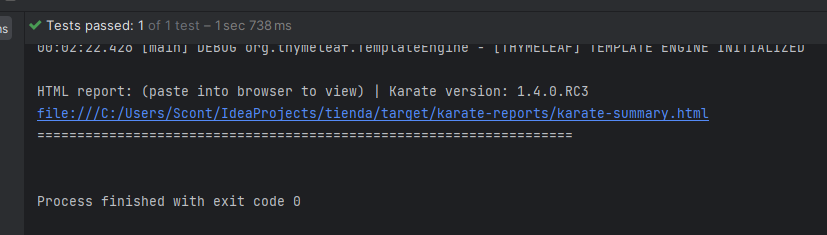 ns
Tests passed: 1 of 1 test – 1 sec 738 ms
00:02:22.426 [main] DEBUG org.thymeleaf.TemplateEngine - [THYMELEAF] TEMPLATE ENGINE INITIALIZED
HTML report: (paste into browser to view) | Karate version: 1.4.0.RC3
file:///C:/Users/Scont/IdeaProjects/tienda/target/karate-reports/karate-summary.html
===================================================================
Process finished with exit code 0